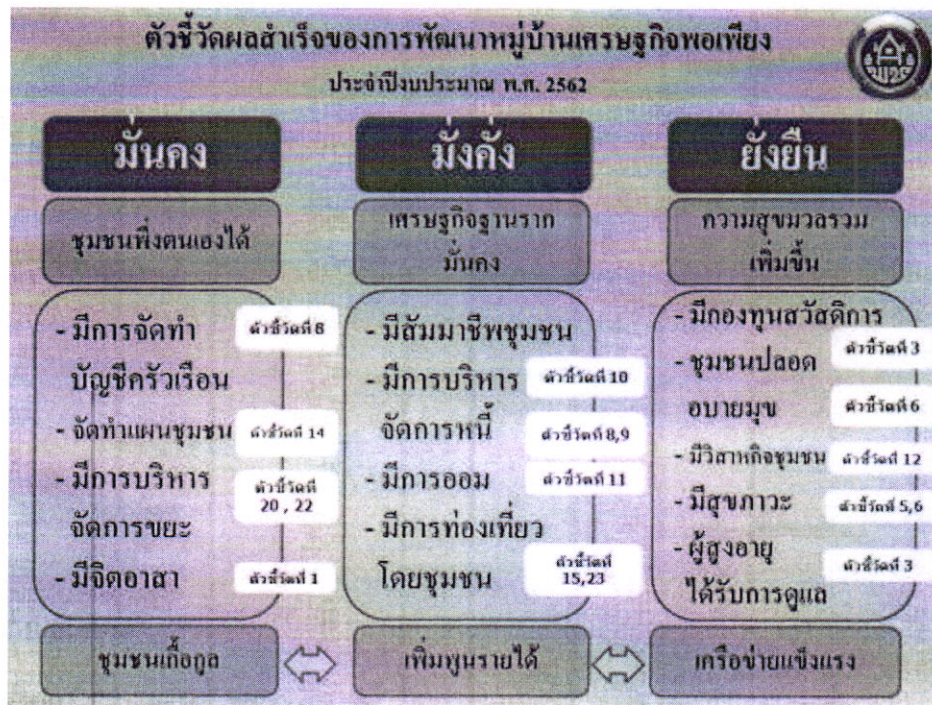 ตัวชี้วัดผลสำเร็จของการพัฒนาหมู่บ้านเศรษฐกิจพอเพียง
ประจำปีงบประมาณ พ.ศ. 2562
มั่นคง
ชุมชนพึ่งตนเองได้
- มีการจัดทำ
บัญชีครัวเรือน
ตัวชี้วัดที่ 8
- จัดทำแผนชุมชน
ตัวชี้วัดที่ 14
- มีการบริหาร
จัดการขยะ
ตัวชี้วัดที่
20 , 22
- มีจิตอาสา
ตัวชี้วัดที่ 1
ชุมชนเกื้อกูล
มั่งคั่ง
เศรษฐกิจฐานราก
มั่นคง
- มีสัมมาชีพชุมชน
- มีการบริหาร
จัดการหนี้
ตัวชี้วัดที่ 10
ตัวชี้วัดที่ 8,9
- มีการออม
ตัวชี้วัดที่ 11
- มีการท่องเที่ยว
โดยชุมชน
ตัวชี้วัดที่
15,23
เพิ่มพูนรายได้
ยั่งยืน
ความสุขมวลรวม
เพิ่มขึ้น
- มีกองทุนสวัสดิการ
ตัวชี้วัดที่ 3
- ชุมชนปลอด
อบายมุข
ตัวชี้วัดที่ 6
- มีวิสาหกิจชุมชน
ตัวชี้วัดที่ 12
- มีสุขภาวะ
ตัวชี้วัดที่ 5,6
- ผู้สูงอายุ
ได้รับการดูแล
ตัวชี้วัดที่ 3
เครือข่ายแข็งแรง